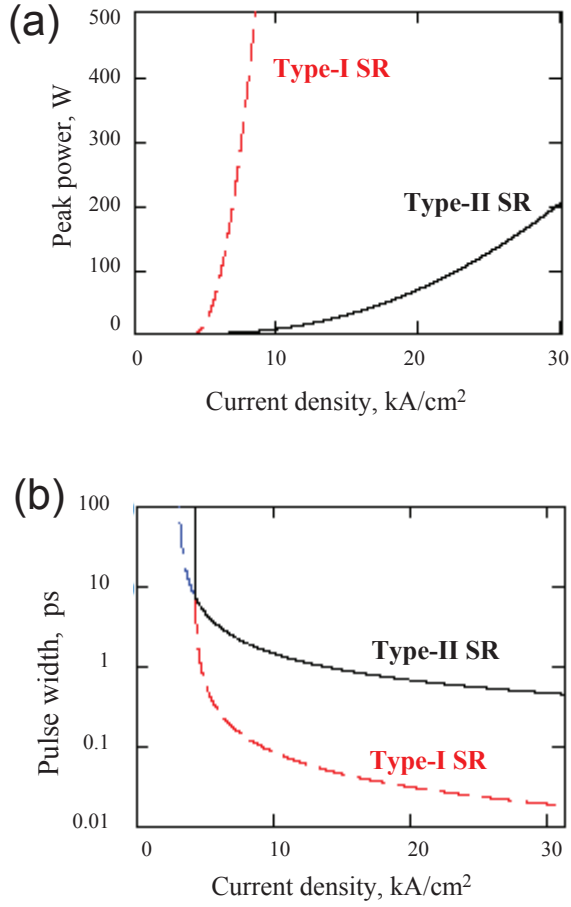 (a)
500
400
300
200
100
0
Peak power, W
Type-I SR
Type-II SR
0
10
20
30
Current density, kA/cm²
(b)
100
10
1
0.1
0.01
Pulse width, ps
Type-II SR
Type-I SR
0
10
20
30
Current density, kA/cm²